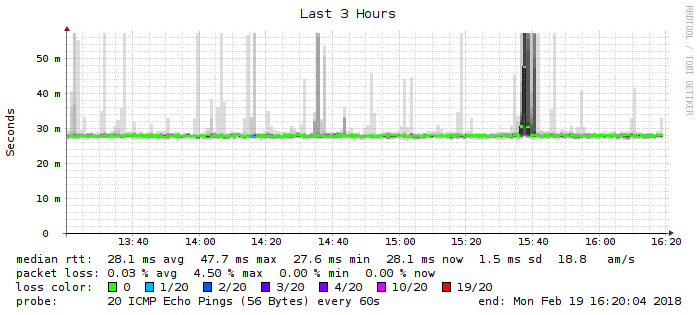 Last 3 Hours
RRDTOOL / TOBI OETIKER
Seconds
50 m
40 m
30 m
20 m
10 m
0
13:40 14:00 14:20 14:40 15:00 15:20 15:40 16:00 16:20
median rtt: 28.1 ms avg 47.7 ms max 27.6 ms min 28.1 ms now 1.5 ms sd 18.8 am/s
packet loss: 0.03 % avg 4.50 % max 0.00 % min 0.00 % now
loss color: 0 1/20 2/20 3/20 4/20 10/20 19/20
probe: 20 ICMP Echo Pings (56 Bytes) every 60s end: Mon Feb 19 16:20:04 2018